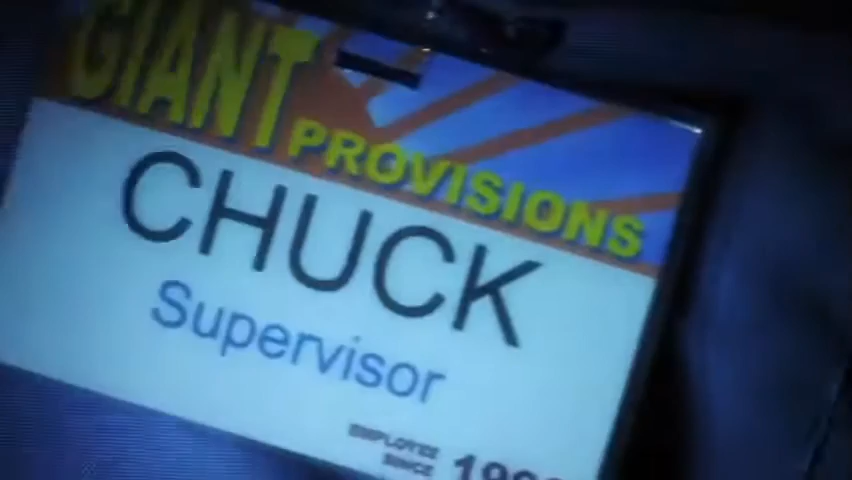 GIANT
PROVISIONS
CHUCK
Supervisor
EMPLOYEE
SINCE